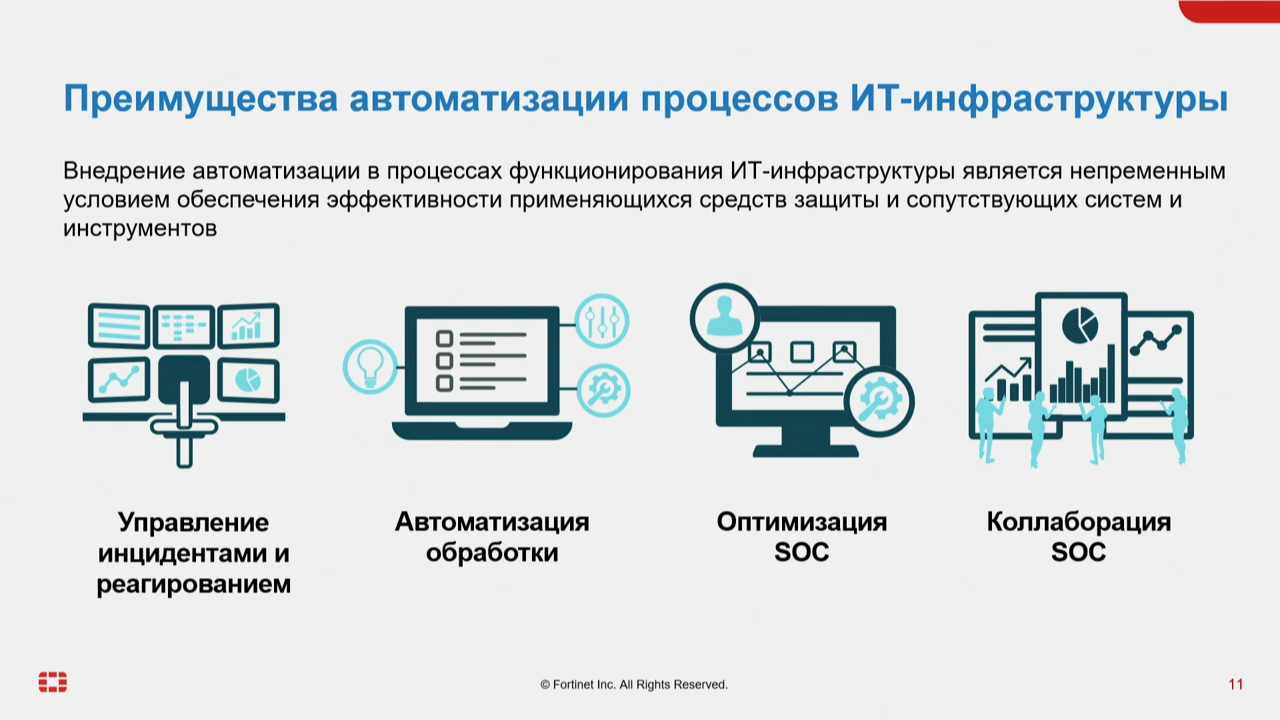 Преимущества автоматизации процессов ИТ-инфраструктуры
Внедрение автоматизации в процессах функционирования ИТ-инфраструктуры является непременным
условием обеспечения эффективности применяющихся средств защиты и сопутствующих систем и
инструментов
Управление
инцидентами и
реагированием
Автоматизация
обработки
Оптимизация
SOC
Коллаборация
SOC
© Fortinet Inc. All Rights Reserved.
11